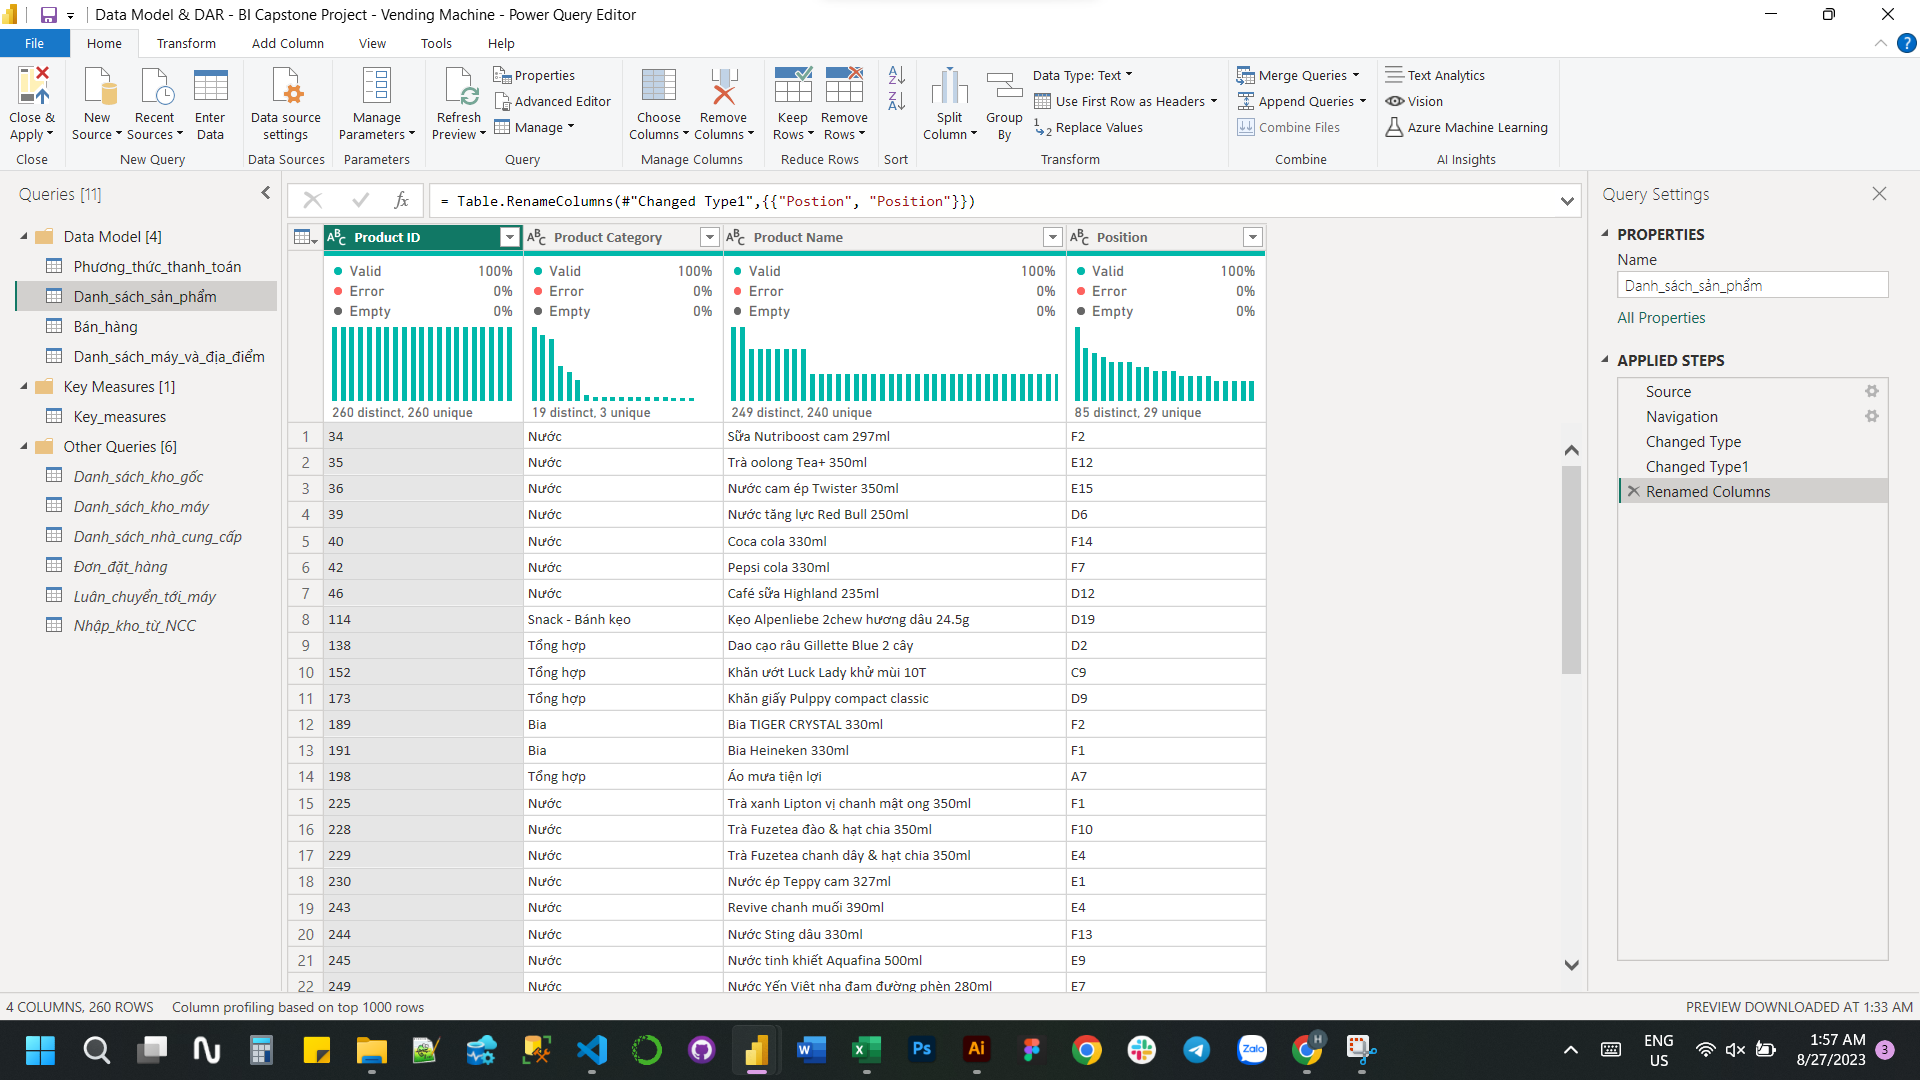 Data Model & DAR - BI Capstone Project - Vending Machine - Power Query Editor
File Home Transform Add Column View Tools Help
Close & Apply
New Source
Recent Sources
Enter Data
Data source settings
Manage Parameters
Refresh Preview
Properties
Advanced Editor
Manage
Choose Columns
Remove Columns
Keep Rows
Remove Rows
Split Column
Group By
Data Type: Text
Use First Row as Headers
Replace Values
Merge Queries
Append Queries
Combine Files
Text Analytics
Vision
Azure Machine Learning
Close New Query Data Sources Parameters Query Manage Columns Reduce Rows Sort Transform Combine AI Insights
Queries [11]
Data Model [4]
Phương_thức_thanh_toán
Danh_sách_sản_phẩm
Bán_hàng
Danh_sách_máy_và_địa_điểm
Key Measures [1]
Key_measures
Other Queries [6]
Danh_sách_kho_gốc
Danh_sách_kho_máy
Danh_sách_nhà_cung_cấp
Đơn_đặt_hàng
Luân_chuyển_tới_máy
Nhập_kho_từ_NCC
fx = Table.RenameColumns(#"Changed Type1",{{"Postion", "Position"}})
Product ID Product Category Product Name Position
Valid 100% Valid 100% Valid 100% Valid 100%
Error 0% Error 0% Error 0% Error 0%
Empty 0% Empty 0% Empty 0% Empty 0%
260 distinct, 260 unique 19 distinct, 3 unique 249 distinct, 240 unique 85 distinct, 29 unique
1 34 Nước Sữa Nutriboost cam 297ml F2
2 35 Nước Trà oolong Tea+ 350ml E12
3 36 Nước Nước cam ép Twister 350ml E15
4 39 Nước Nước tăng lực Red Bull 250ml D6
5 40 Nước Coca cola 330ml F14
6 42 Nước Pepsi cola 330ml F7
7 46 Nước Café sữa Highland 235ml D12
8 114 Snack - Bánh kẹo Kẹo Alpenliebe 2chew hương dâu 24.5g D19
9 138 Tổng hợp Dao cạo râu Gillette Blue 2 cây D2
10 152 Tổng hợp Khăn ướt Luck Lady khử mùi 10T C9
11 173 Tổng hợp Khăn giấy Pulppy compact classic D9
12 189 Bia Bia TIGER CRYSTAL 330ml F2
13 191 Bia Bia Heineken 330ml F1
14 198 Tổng hợp Áo mưa tiện lợi A7
15 225 Nước Trà xanh Lipton vị chanh mật ong 350ml F1
16 228 Nước Trà Fuzetea đào & hạt chia 350ml F10
17 229 Nước Trà Fuzetea chanh dây & hạt chia 350ml E4
18 230 Nước Nước ép Teppy cam 327ml E1
19 243 Nước Revive chanh muối 390ml E4
20 244 Nước Nước Sting dâu 330ml F13
21 245 Nước Nước tinh khiết Aquafina 500ml E9
22 249 Nước Nước Yến Việt nha đam đường phèn 280ml E7
Query Settings
PROPERTIES
Name
Danh_sách_sản_phẩm
All Properties
APPLIED STEPS
Source
Navigation
Changed Type
Changed Type1
Renamed Columns
4 COLUMNS, 260 ROWS Column profiling based on top 1000 rows PREVIEW DOWNLOADED AT 1:33 AM
Ps Ai Zalo H
ENG
US
1:57 AM
8/27/2023
3